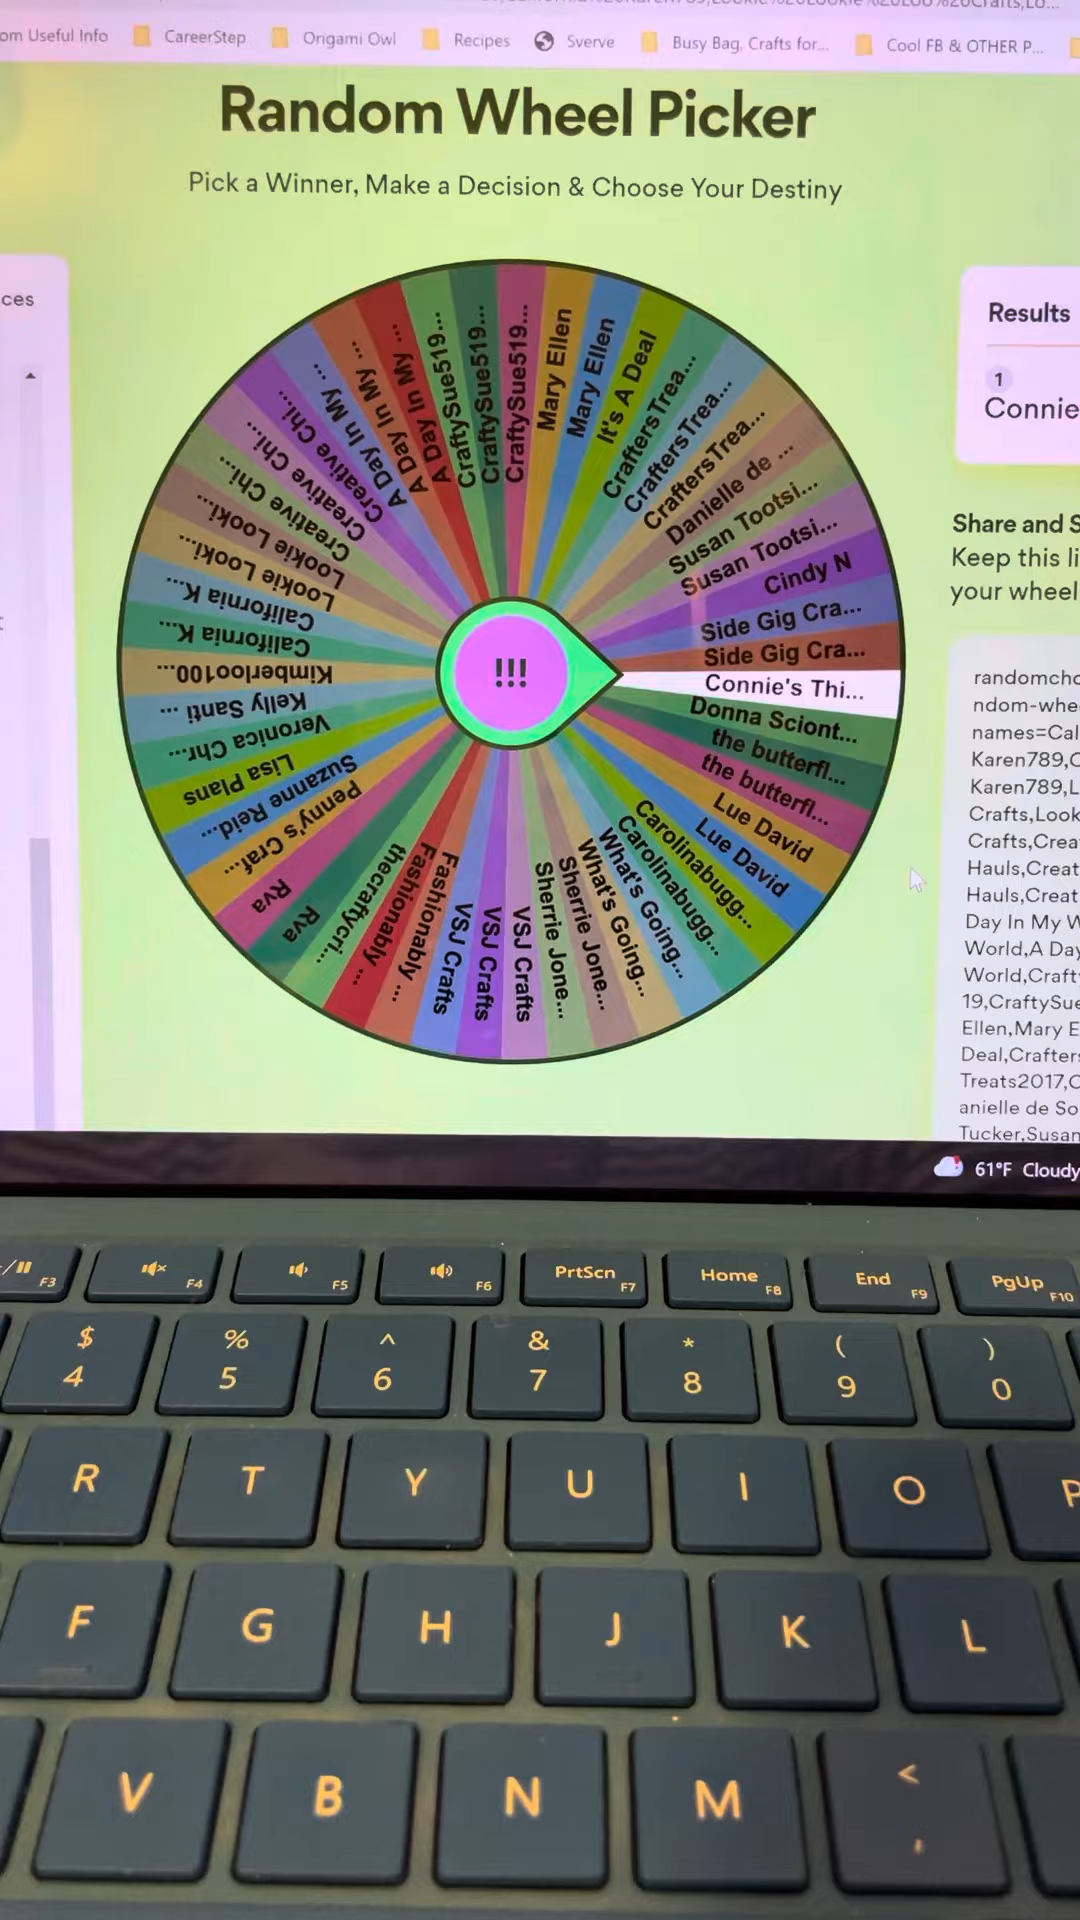 om Useful Info CareerStep Origami Owl Recipes Sverve Busy Bag, Crafts for... Cool FB & OTHER P...
Random Wheel Picker
Pick a Winner, Make a Decision & Choose Your Destiny
ces
Results
1
Connie
Share and S
Keep this li
your wheel
randomcho
ndom-whe
names=Cal
Karen789,C
Karen789,L
Crafts,Look
Crafts,Crea
Hauls,Creat
Hauls,Creat
Day In My W
World,A Day
World,Craft
19,CraftySue
Ellen,Mary E
Deal,Crafters
Treats2017,C
anielle de So
Tucker,Susan
!!!
Mary Ellen
Mary Ellen
It's A Deal
CraftersTrea...
CraftersTrea...
CraftersTrea...
Danielle de ...
Susan Tootsi...
Susan Tootsi...
Cindy N
Side Gig Cra...
Side Gig Cra...
Connie's Thi...
Donna Sciont...
the butterfl...
the butterfl...
Lue David
Lue David
Carolinabugg...
Carolinabugg...
What's Going...
What's Going...
Sherrie Jone...
Sherrie Jone...
VSJ Crafts
VSJ Crafts
VSJ Crafts
Fashionably ...
Fashionably ...
thecraftycri...
Rva
Rva
Penny's Craf...
Suzanne Reid...
Lisa Plans
Veronica Chr...
Kelly Santi ...
Kimberloo100...
California K...
California K...
Lookie Looki...
Lookie Looki...
Creative Chi...
Creative Chi...
Creative Chi...
A Day In My ...
A Day In My ...
A Day In My ...
CraftySue519...
CraftySue519...
CraftySue519...
61°F Cloudy
F3 F4 F5 F6 PrtScn F7 Home F8 End F9 PgUp F10
$ 4 % 5 ^ 6 & 7 * 8 ( 9 ) 0
R T Y U I O P
F G H J K L
V B N M < ,